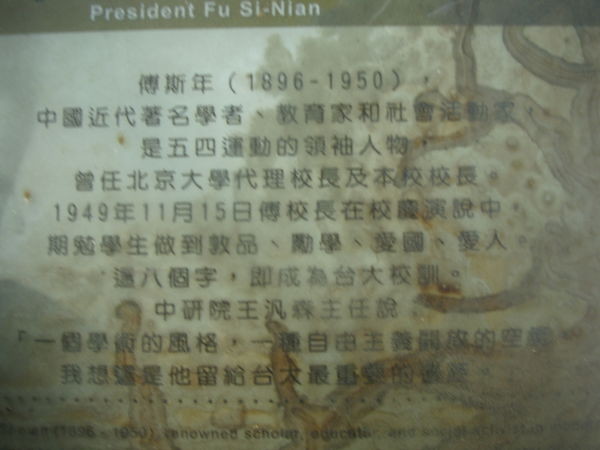 President Fu Si-Nian
傅斯年（1896-1950），
中國近代著名學者、教育家和社會活動家，
是五四運動的領袖人物，
曾任北京大學代理校長及本校校長。
1949年11月15日傅校長在校慶演說中，
期勉學生做到敦品、勵學、愛國、愛人。
這八個字，即成為台大校訓。
中研院王汎森主任說：
「一個學術的風格，一種自由主義開放的空氣
我想這是他留給台大最重要的遺產。
(1896 - 1950), renowned scholar, educator, and social activist in